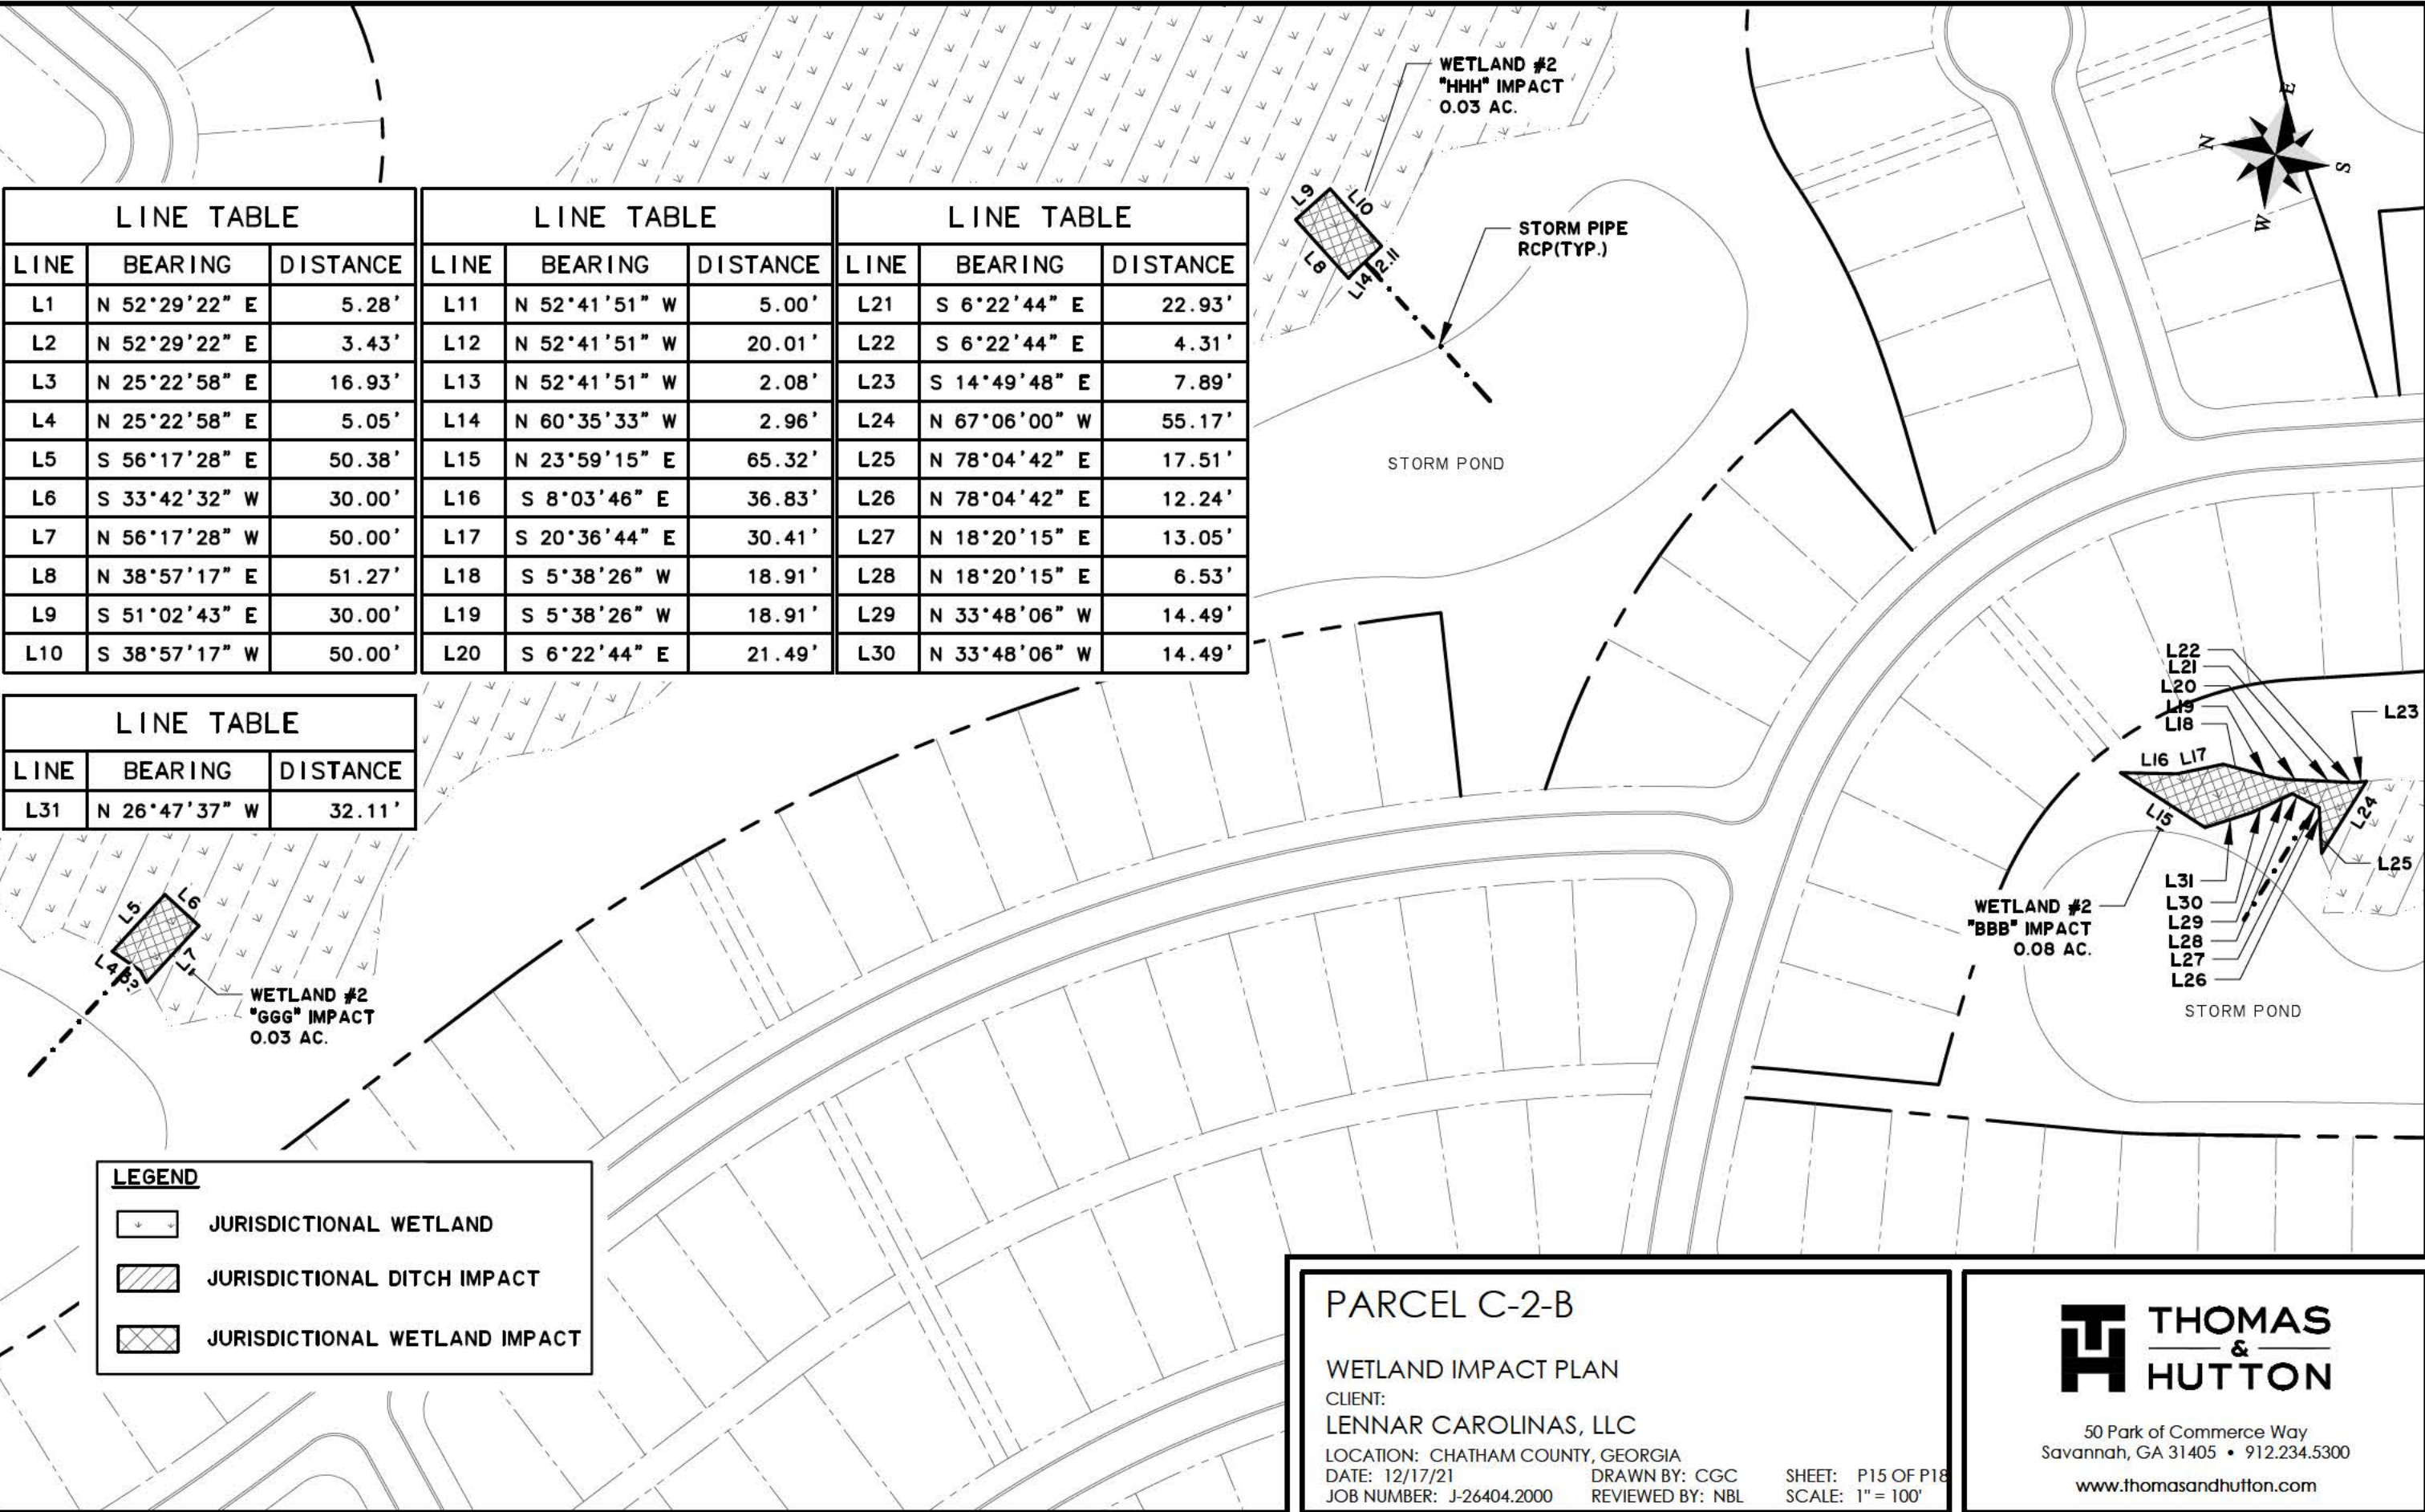 WETLAND #2
"HHH" IMPACT
0.03 AC.
N
E
S
W
L9
L10
L8
L14
2.11
STORM PIPE
RCP(TYP.)
STORM POND
LINE TABLE
LINE BEARING DISTANCE
L1 N 52°29'22" E 5.28'
L2 N 52°29'22" E 3.43'
L3 N 25°22'58" E 16.93'
L4 N 25°22'58" E 5.05'
L5 S 56°17'28" E 50.38'
L6 S 33°42'32" W 30.00'
L7 N 56°17'28" W 50.00'
L8 N 38°57'17" E 51.27'
L9 S 51°02'43" E 30.00'
L10 S 38°57'17" W 50.00'
LINE TABLE
LINE BEARING DISTANCE
L11 N 52°41'51" W 5.00'
L12 N 52°41'51" W 20.01'
L13 N 52°41'51" W 2.08'
L14 N 60°35'33" W 2.96'
L15 N 23°59'15" E 65.32'
L16 S 8°03'46" E 36.83'
L17 S 20°36'44" E 30.41'
L18 S 5°38'26" W 18.91'
L19 S 5°38'26" W 18.91'
L20 S 6°22'44" E 21.49'
LINE TABLE
LINE BEARING DISTANCE
L21 S 6°22'44" E 22.93'
L22 S 6°22'44" E 4.31'
L23 S 14°49'48" E 7.89'
L24 N 67°06'00" W 55.17'
L25 N 78°04'42" E 17.51'
L26 N 78°04'42" E 12.24'
L27 N 18°20'15" E 13.05'
L28 N 18°20'15" E 6.53'
L29 N 33°48'06" W 14.49'
L30 N 33°48'06" W 14.49'
LINE TABLE
LINE BEARING DISTANCE
L31 N 26°47'37" W 32.11'
L5
L6
L7
L4
WETLAND #2
"GGG" IMPACT
0.03 AC.
L22
L21
L20
L19
L18
L23
L16 L17
L15
L24
L25
L31
L30
L29
L28
L27
L26
WETLAND #2
"BBB" IMPACT
0.08 AC.
STORM POND
LEGEND
JURISDICTIONAL WETLAND
JURISDICTIONAL DITCH IMPACT
JURISDICTIONAL WETLAND IMPACT
PARCEL C-2-B
WETLAND IMPACT PLAN
CLIENT:
LENNAR CAROLINAS, LLC
LOCATION: CHATHAM COUNTY, GEORGIA
DATE: 12/17/21 DRAWN BY: CGC SHEET: P15 OF P18
JOB NUMBER: J-26404.2000 REVIEWED BY: NBL SCALE: 1" = 100'
THOMAS
&
HUTTON
50 Park of Commerce Way
Savannah, GA 31405 • 912.234.5300
www.thomasandhutton.com